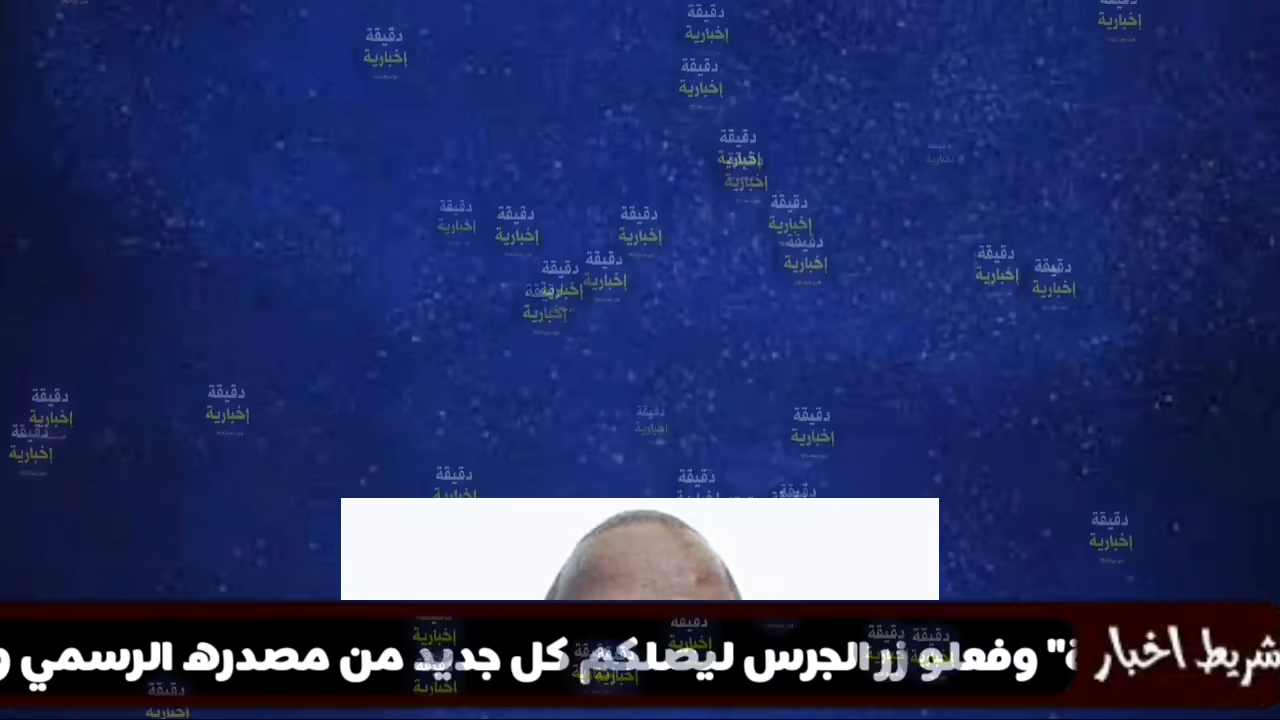 دقيقة
إخبارية
شريط اخبار
ة" وفعلو زر الجرس ليصلكم كل جديد من مصدره الرسمي و